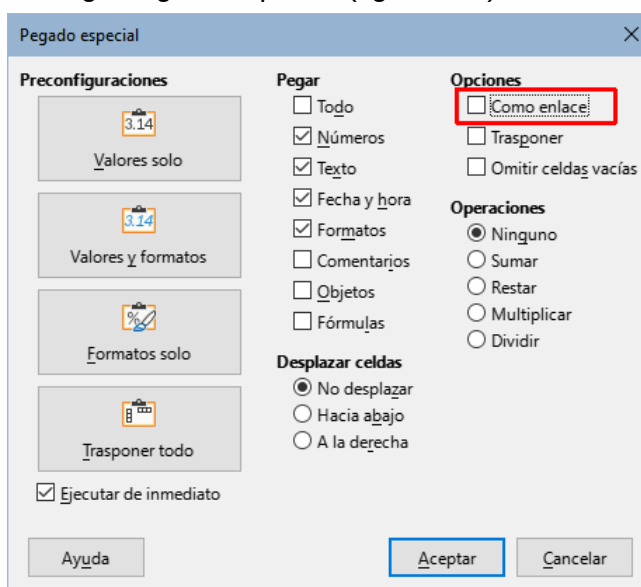 Pegado especial
Preconfiguraciones
3.14
Valores solo
3.14
Valores y formatos
%
Formatos solo
Trasponer todo
Ejecutar de inmediato
Pegar
Todo
Números
Texto
Fecha y hora
Formatos
Comentarios
Objetos
Fórmulas
Desplazar celdas
No desplazar
Hacia abajo
A la derecha
Opciones
Como enlace
Trasponer
Omitir celdas vacías
Operaciones
Ninguno
Sumar
Restar
Multiplicar
Dividir
Ayuda
Aceptar
Cancelar